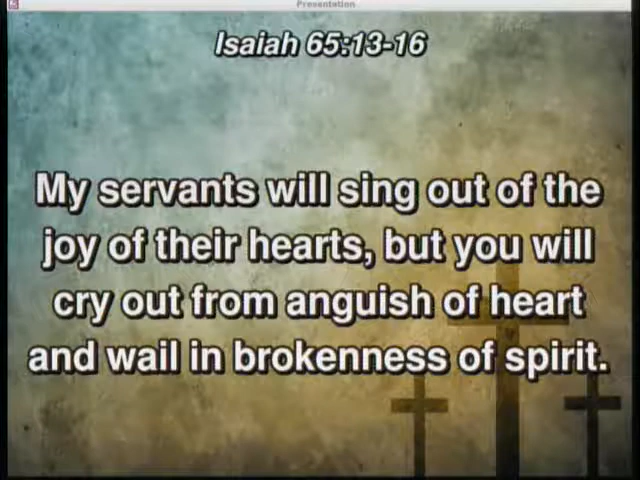 Presentation
Isaiah 65:13-16
My servants will sing out of the
joy of their hearts, but you will
cry out from anguish of heart
and wail in brokenness of spirit.